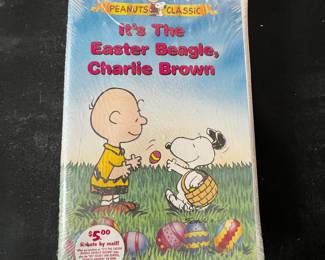 PEANUTS CLASSIC
It's The
Easter Beagle,
Charlie Brown
$5.00
Rebate by mail!